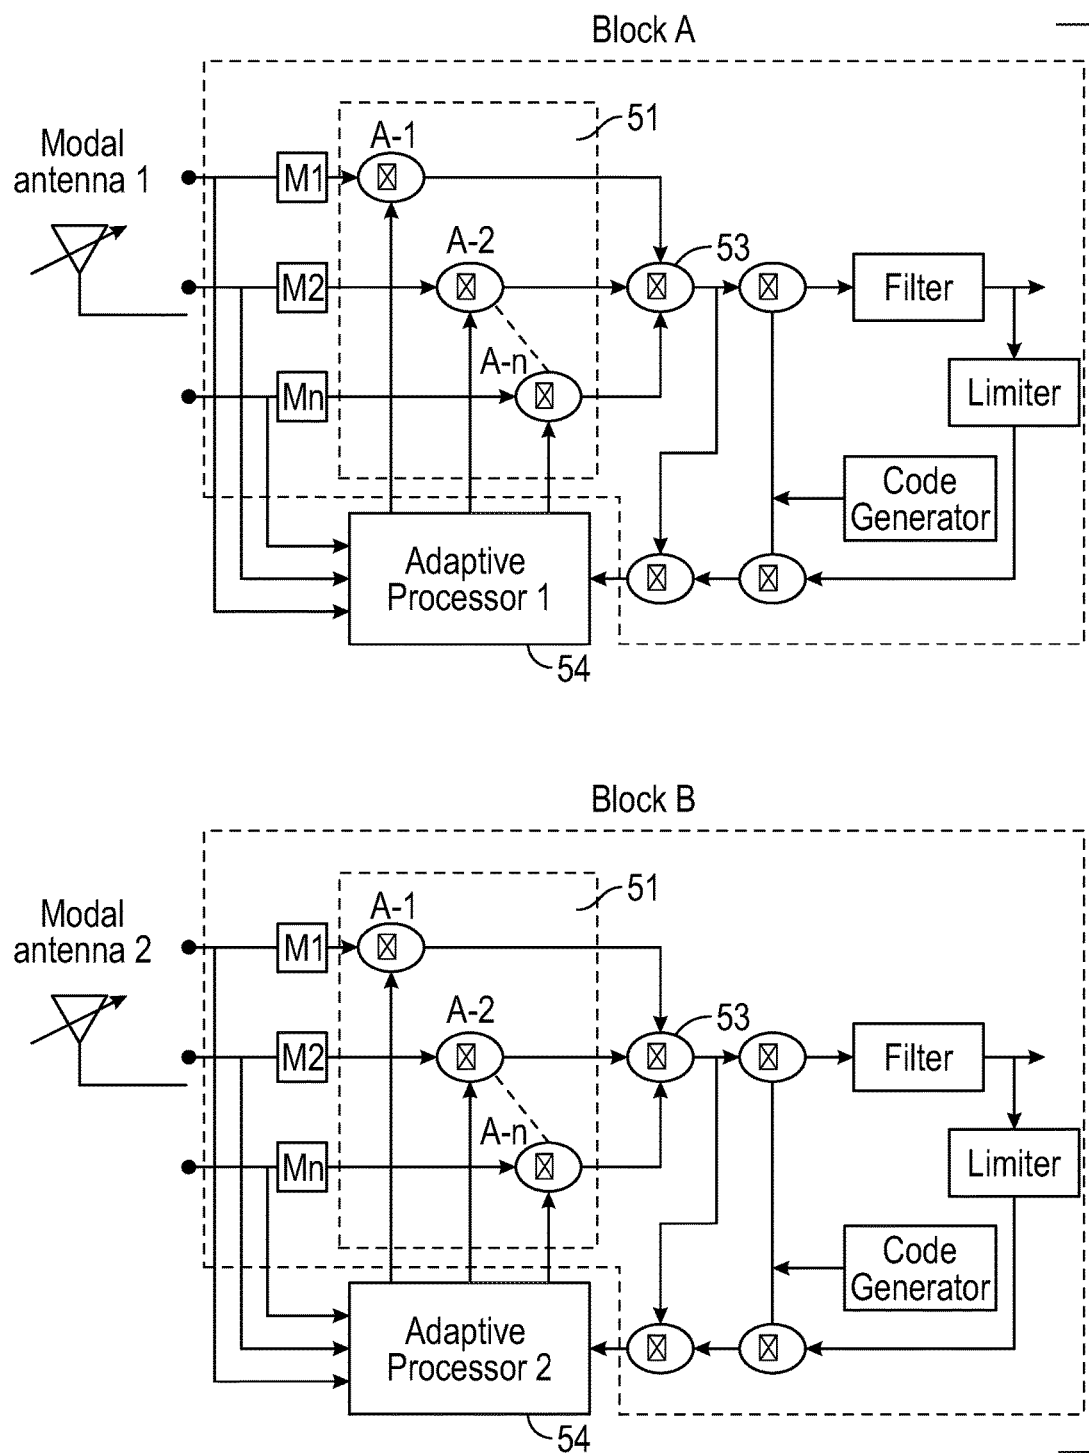 Block A
51
Modal
antenna 1
A-1
M1
A-2
53
M2
Filter
A-n
Mn
Limiter
Code
Generator
Adaptive
Processor 1
54
Block B
51
Modal
antenna 2
A-1
M1
A-2
53
M2
Filter
A-n
Mn
Limiter
Code
Generator
Adaptive
Processor 2
54